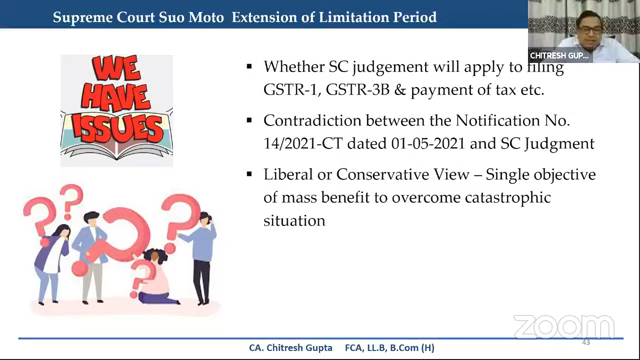 Supreme Court Suo Moto Extension of Limitation Period
CHITRESH GUP...
WE
HAVE
ISSUES
▪ Whether SC judgement will apply to filing
GSTR-1, GSTR-3B & payment of tax etc.
▪ Contradiction between the Notification No.
14/2021-CT dated 01-05-2021 and SC Judgment
▪ Liberal or Conservative View – Single objective
of mass benefit to overcome catastrophic
situation
? ? ? ? ?
zoom
43
CA. Chitresh Gupta FCA, LL.B, B.Com (H)